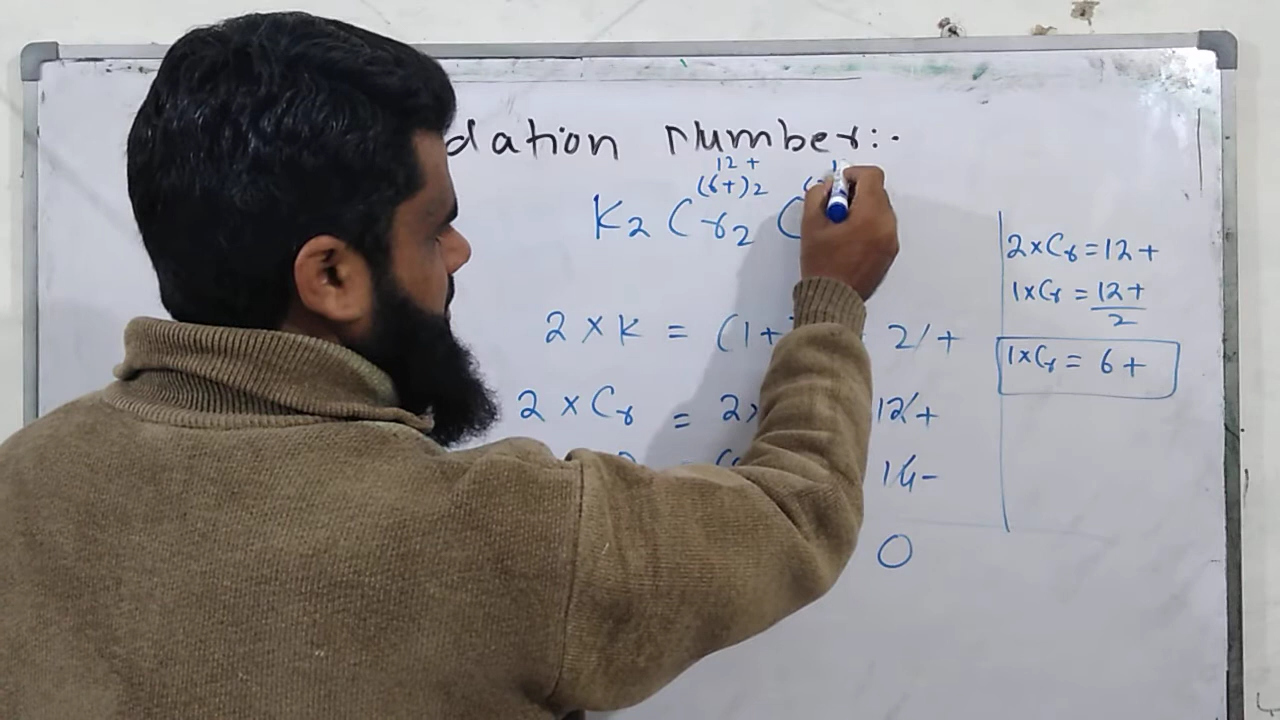 dation number:-
12+
(6+)2
K2 Cr2
2 × K = (1+ 2+
2 × Cr = 2× 12+
14-
0
2×Cr=12+
1×Cr = 12+
2
1×Cr = 6+